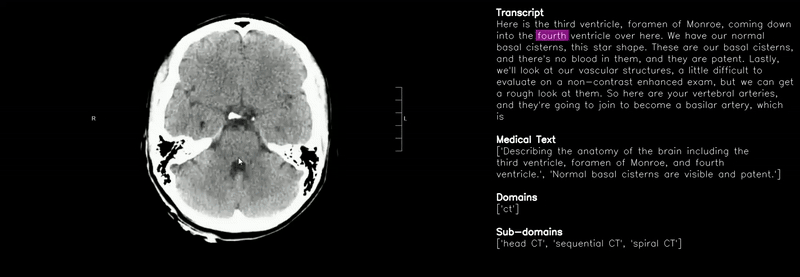 R
L
Transcript
Here is the third ventricle, foramen of Monroe, coming down
into the fourth ventricle over here. We have our normal
basal cisterns, this star shape. These are our basal cisterns,
and there's no blood in them, and they are patent. Lastly,
we'll look at our vascular structures, a little difficult to
evaluate on a non-contrast enhanced exam, but we can get
a rough look at them. So here are your vertebral arteries,
and they're going to join to become a basilar artery, which
is
Medical Text
['Describing the anatomy of the brain including the
third ventricle, foramen of Monroe, and fourth
ventricle.', 'Normal basal cisterns are visible and patent.']
Domains
['ct']
Sub-domains
['head CT', 'sequential CT', 'spiral CT']